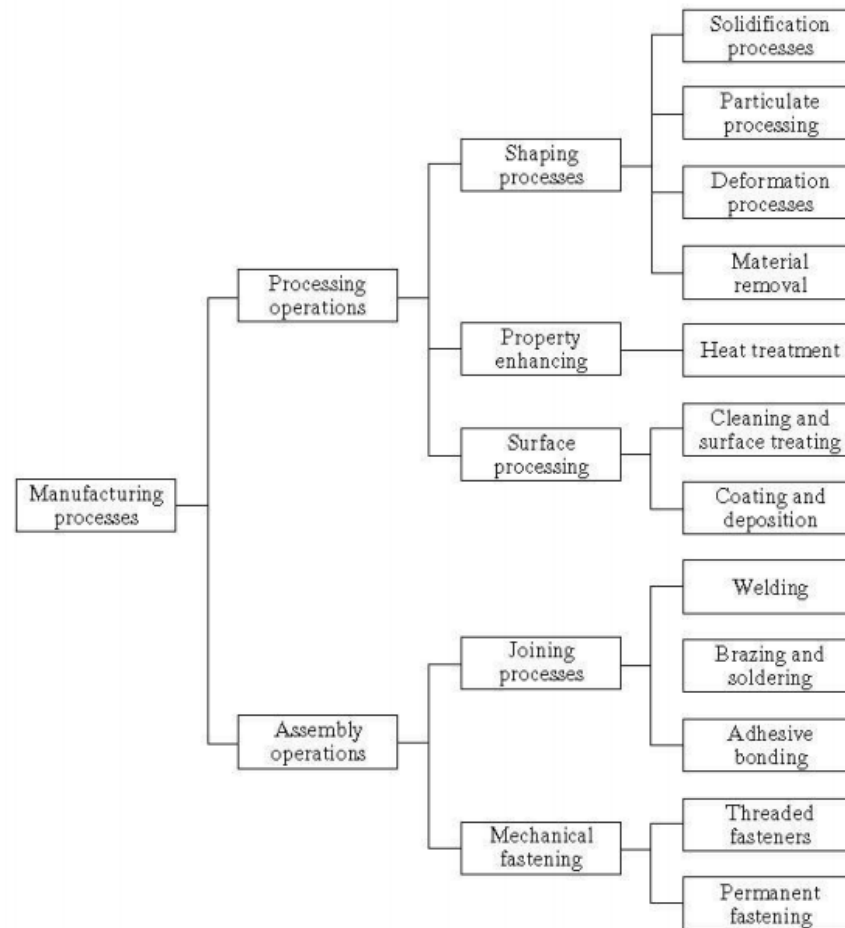 Solidification
processes
Particulate
processing
Shaping
processes
Deformation
processes
Material
removal
Processing
operations
Property
enhancing
Heat treatment
Cleaning and
surface treating
Surface
processing
Manufacturing
processes
Coating and
deposition
Welding
Joining
processes
Brazing and
soldering
Assembly
operations
Adhesive
bonding
Threaded
fasteners
Mechanical
fastening
Permanent
fastening